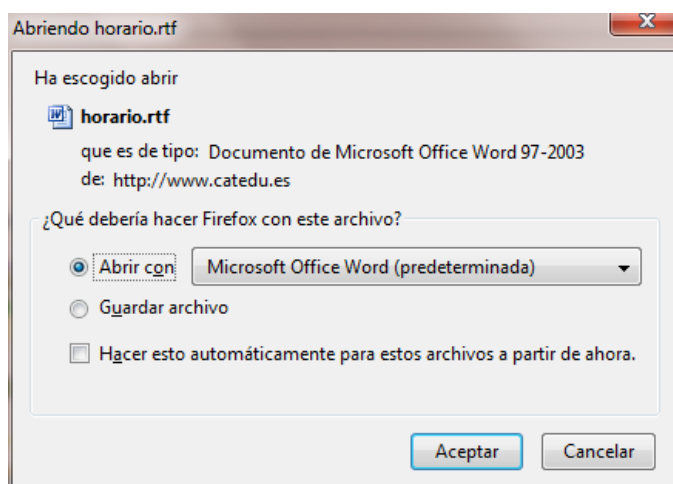 Abriendo horario.rtf
X
Ha escogido abrir
horario.rtf
que es de tipo: Documento de Microsoft Office Word 97-2003
de: http://www.catedu.es
¿Qué debería hacer Firefox con este archivo?
Abrir con Microsoft Office Word (predeterminada)
Guardar archivo
Hacer esto automáticamente para estos archivos a partir de ahora.
Aceptar Cancelar